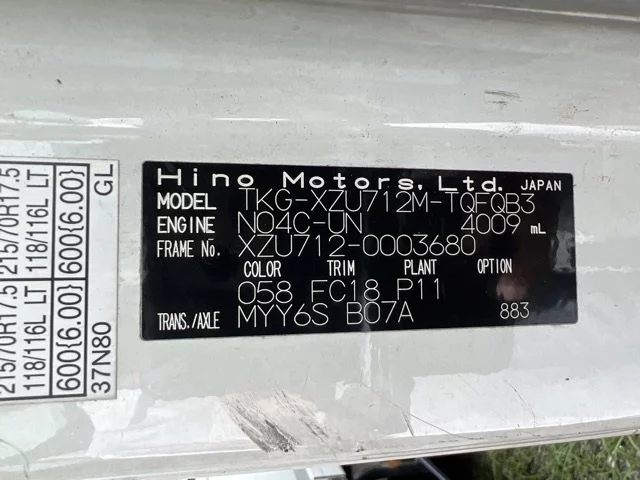 Hino Motors, Ltd. JAPAN
MODEL TKG-XZU712M-TQFQB3
ENGINE N04C-UN 4009 mL
FRAME NO. XZU712-0003680
COLOR TRIM PLANT OPTION
058 FC18 P11
TRANS./AXLE MYY6S B07A 883
215/70R17.5 215/70R17.5
118/116L LT 118/116L LT
600{6.00} 600{6.00}
37N80 GL